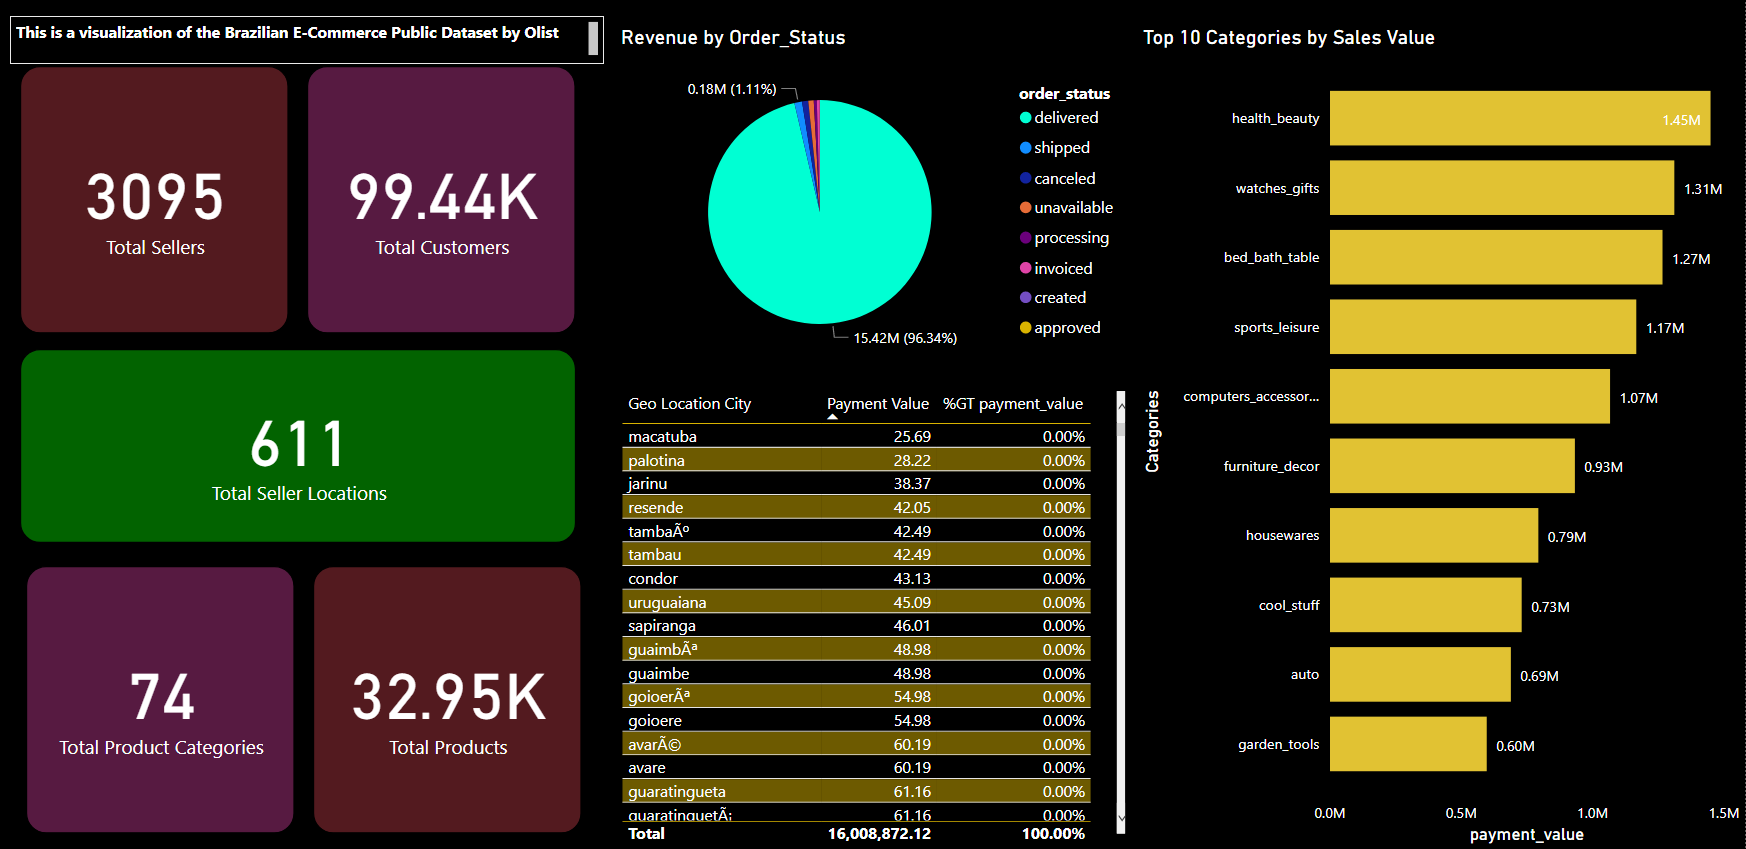 This is a visualization of the Brazilian E-Commerce Public Dataset by Olist
3095
Total Sellers
99.44K
Total Customers
611
Total Seller Locations
74
Total Product Categories
32.95K
Total Products
Revenue by Order_Status
0.18M (1.11%)
15.42M (96.34%)
order_status
delivered
shipped
canceled
unavailable
processing
invoiced
created
approved
Geo Location City Payment Value %GT payment_value
macatuba 25.69 0.00%
palotina 28.22 0.00%
jarinu 38.37 0.00%
resende 42.05 0.00%
tambaÃº 42.49 0.00%
tambau 42.49 0.00%
condor 43.13 0.00%
uruguaiana 45.09 0.00%
sapiranga 46.01 0.00%
guaimbÃª 48.98 0.00%
guaimbe 48.98 0.00%
goioerÃª 54.98 0.00%
goioere 54.98 0.00%
avarÃ© 60.19 0.00%
avare 60.19 0.00%
guaratingueta 61.16 0.00%
guaratinguetÃ¡ 61.16 0.00%
Total 16,008,872.12 100.00%
Top 10 Categories by Sales Value
Categories
health_beauty 1.45M
watches_gifts 1.31M
bed_bath_table 1.27M
sports_leisure 1.17M
computers_accessor... 1.07M
furniture_decor 0.93M
housewares 0.79M
cool_stuff 0.73M
auto 0.69M
garden_tools 0.60M
0.0M 0.5M 1.0M 1.5M
payment_value